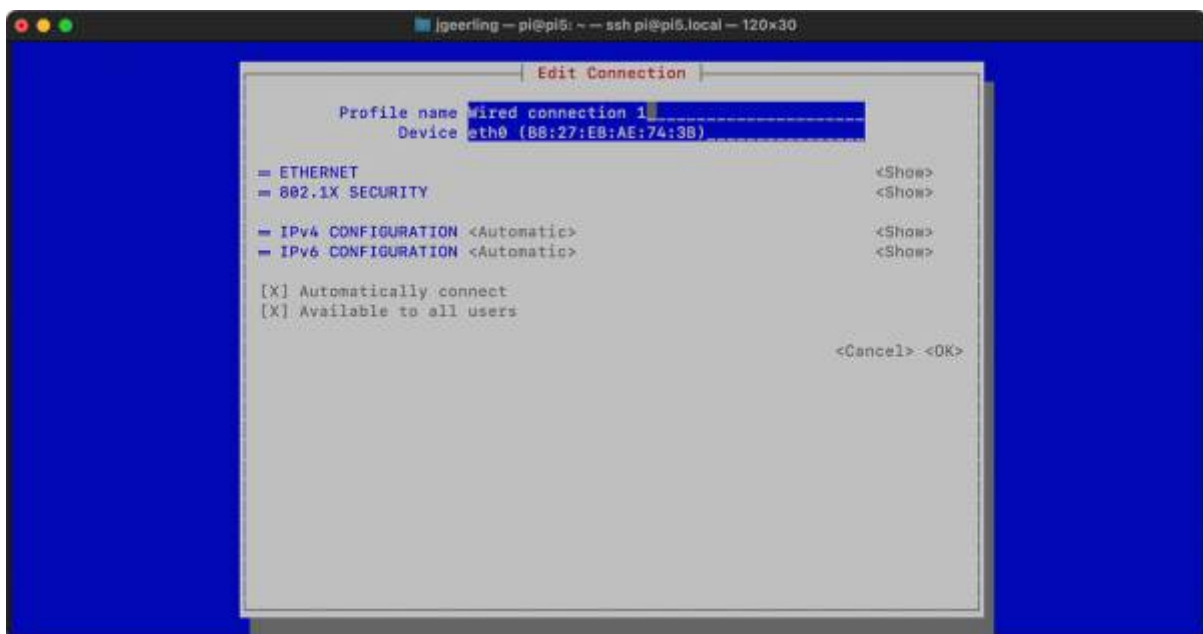 jgeerling — pi@pi5: ~ — ssh pi@pi5.local — 120×30
Edit Connection
Profile name Wired connection 1
Device eth0 (B8:27:EB:AE:74:3B)
= ETHERNET <Show>
= 802.1X SECURITY <Show>
= IPv4 CONFIGURATION <Automatic> <Show>
= IPv6 CONFIGURATION <Automatic> <Show>
[X] Automatically connect
[X] Available to all users
<Cancel> <OK>